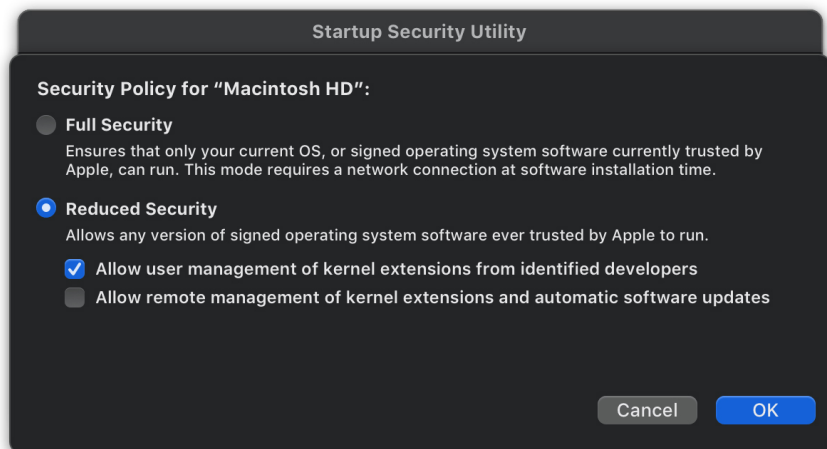 Startup Security Utility
Security Policy for “Macintosh HD”:
Full Security
Ensures that only your current OS, or signed operating system software currently trusted by
Apple, can run. This mode requires a network connection at software installation time.
Reduced Security
Allows any version of signed operating system software ever trusted by Apple to run.
Allow user management of kernel extensions from identified developers
Allow remote management of kernel extensions and automatic software updates
Cancel OK